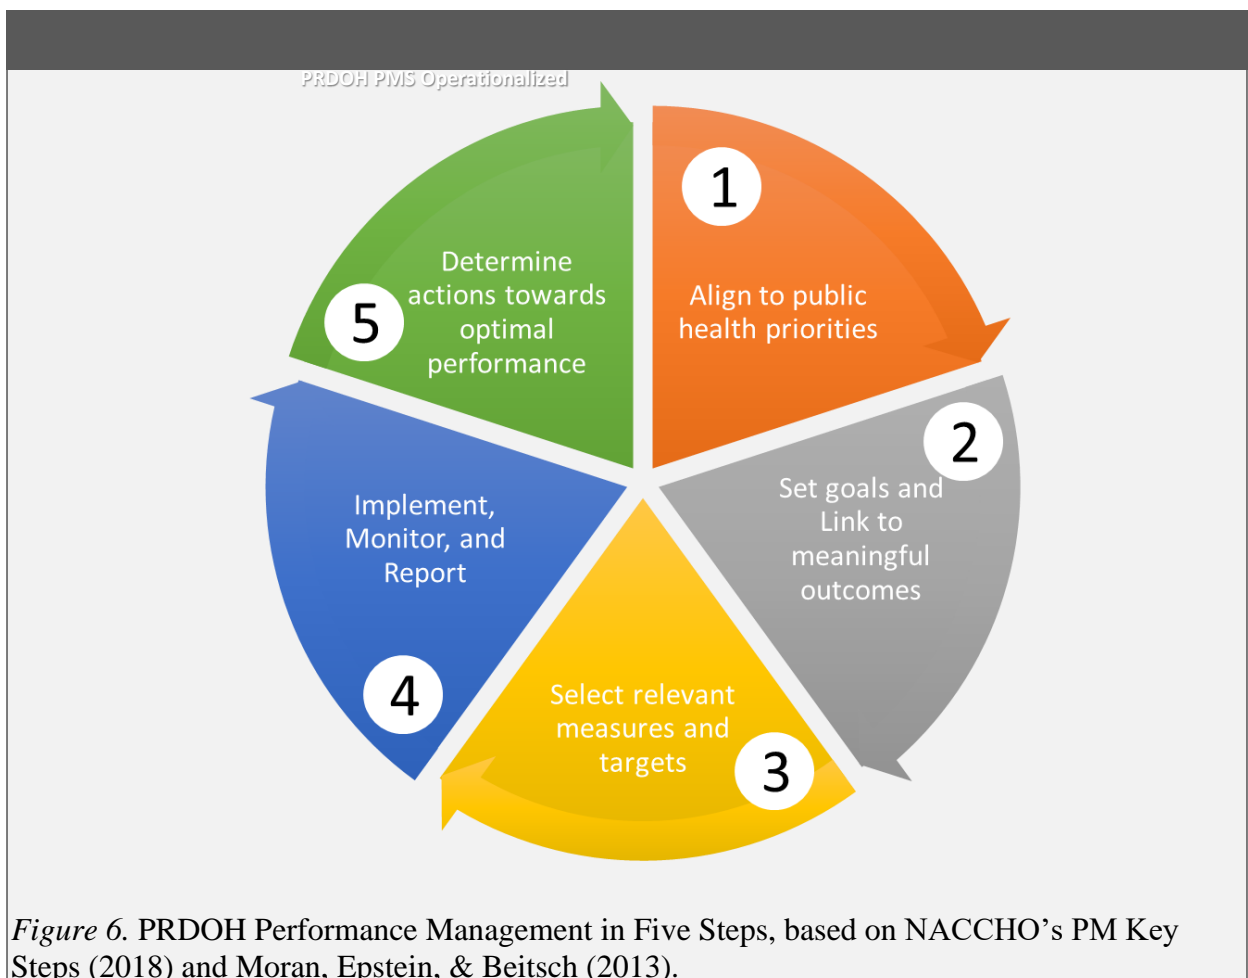 PRDOH PMS Operationalized
1
Align to public
health priorities
2
Set goals and
Link to
meaningful
outcomes
3
Select relevant
measures and
targets
4
Implement,
Monitor, and
Report
5
Determine
actions towards
optimal
performance
Figure 6. PRDOH Performance Management in Five Steps, based on NACCHO’s PM Key
Steps (2018) and Moran, Epstein, & Beitsch (2013).